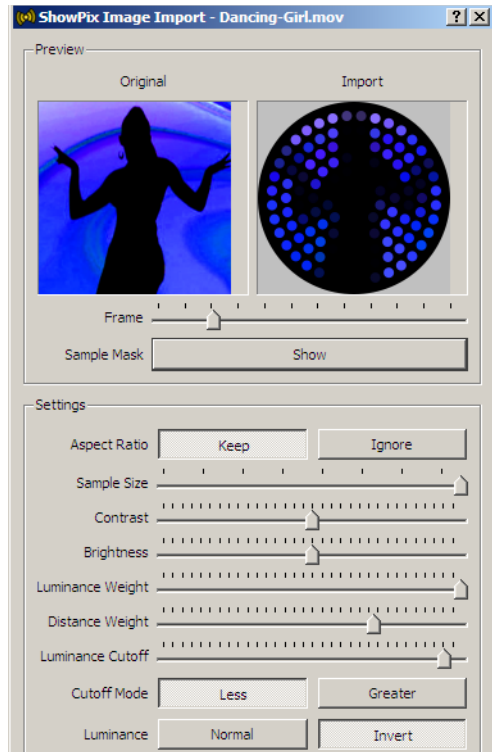 ShowPix Image Import - Dancing-Girl.mov
Preview
Original Import
Frame
Sample Mask Show
Settings
Aspect Ratio Keep Ignore
Sample Size
Contrast
Brightness
Luminance Weight
Distance Weight
Luminance Cutoff
Cutoff Mode Less Greater
Luminance Normal Invert